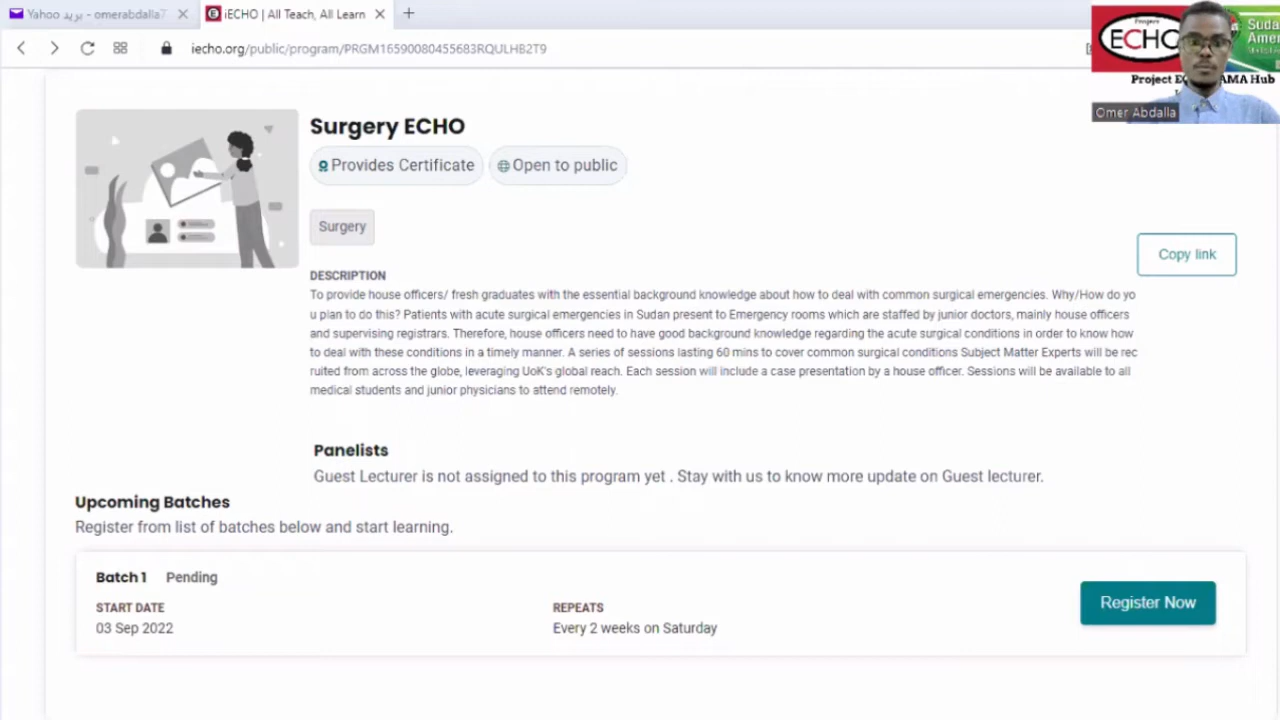 Yahoo بريد - omerabdalla7
iECHO | All Teach, All Learn
iecho.org/public/program/PRGM16590080455683RQULHB2T9
ECHO
Suda
Amer
Project
AMA Hub
Omer Abdalla
Surgery ECHO
Provides Certificate
Open to public
Surgery
Copy link
DESCRIPTION
To provide house officers/ fresh graduates with the essential background knowledge about how to deal with common surgical emergencies. Why/How do yo
u plan to do this? Patients with acute surgical emergencies in Sudan present to Emergency rooms which are staffed by junior doctors, mainly house officers
and supervising registrars. Therefore, house officers need to have good background knowledge regarding the acute surgical conditions in order to know how
to deal with these conditions in a timely manner. A series of sessions lasting 60 mins to cover common surgical conditions Subject Matter Experts will be rec
ruited from across the globe, leveraging UoK's global reach. Each session will include a case presentation by a house officer. Sessions will be available to all
medical students and junior physicians to attend remotely.
Panelists
Guest Lecturer is not assigned to this program yet . Stay with us to know more update on Guest lecturer.
Upcoming Batches
Register from list of batches below and start learning.
Batch 1 Pending
START DATE
03 Sep 2022
REPEATS
Every 2 weeks on Saturday
Register Now